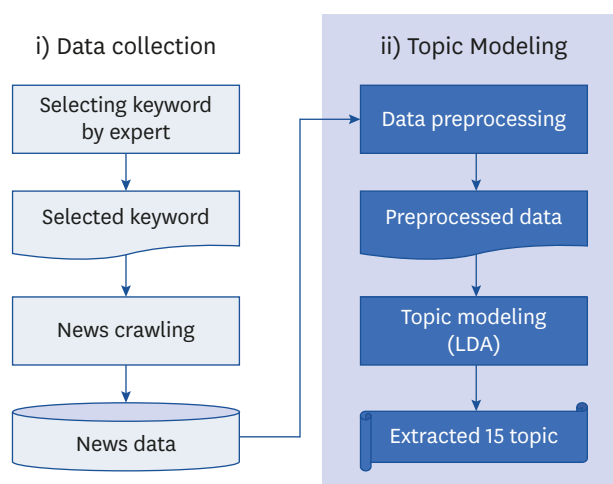 i) Data collection
Selecting keyword
by expert
Selected keyword
News crawling
News data
ii) Topic Modeling
Data preprocessing
Preprocessed data
Topic modeling
(LDA)
Extracted 15 topic